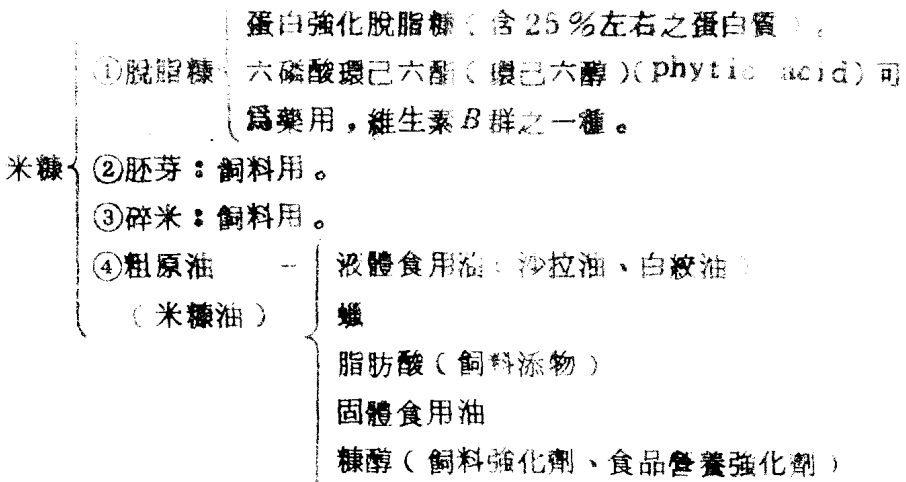 蛋白強化脫脂糠（含25%左右之蛋白質）。
①脫脂糠 六磷酸環己六酯（環己六醇）(phytic acid)可
為藥用，維生素B群之一種。
米糠 ②胚芽：飼料用。
③碎米：飼料用。
④粗原油 液體食用油（沙拉油、白絞油）
（米糠油） 蠟
脂肪酸（飼料添物）
固體食用油
糠醇（飼料強化劑、食品營養強化劑）